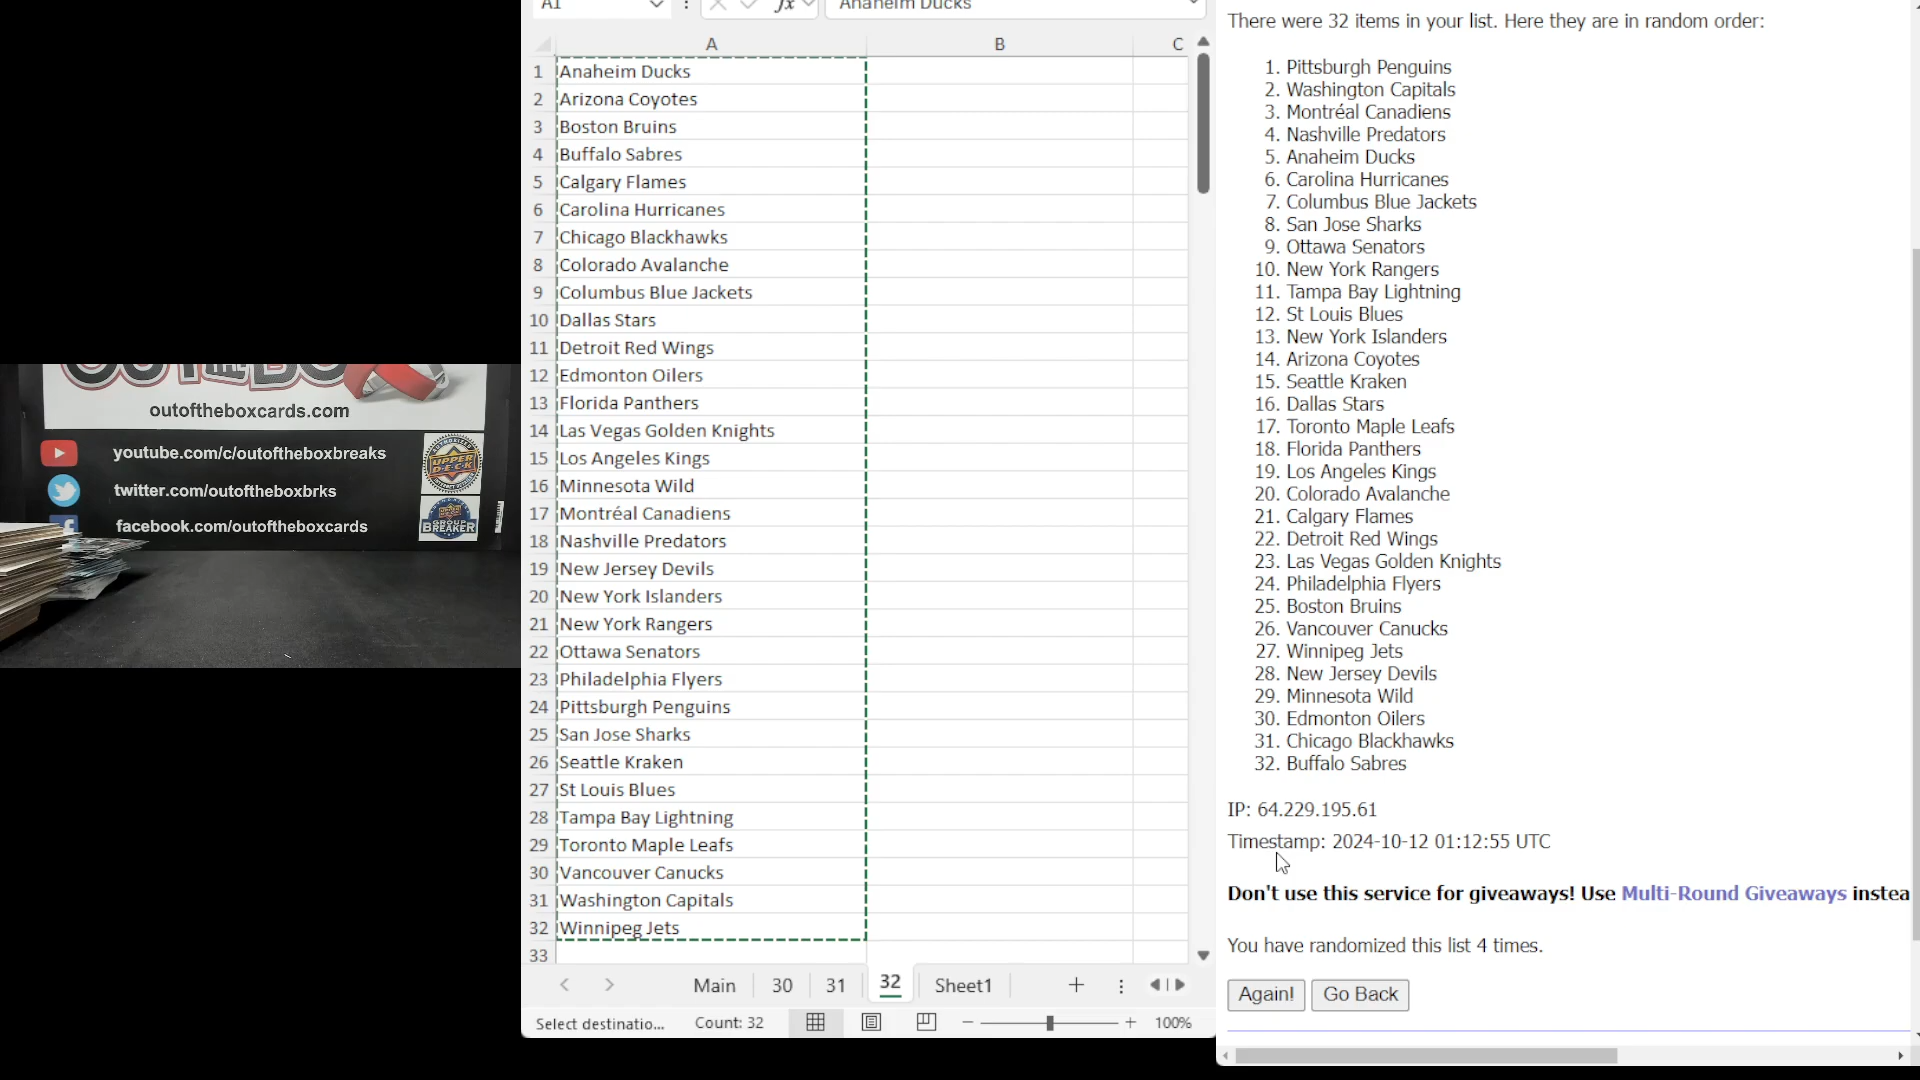 OUT OF THE BOX
outoftheboxcards.com
youtube.com/c/outoftheboxbreaks
twitter.com/outoftheboxbrks
facebook.com/outoftheboxcards
UPPER DECK
GROUP BREAKER
A1
fx
Anaheim Ducks
A B C
1 Anaheim Ducks
2 Arizona Coyotes
3 Boston Bruins
4 Buffalo Sabres
5 Calgary Flames
6 Carolina Hurricanes
7 Chicago Blackhawks
8 Colorado Avalanche
9 Columbus Blue Jackets
10 Dallas Stars
11 Detroit Red Wings
12 Edmonton Oilers
13 Florida Panthers
14 Las Vegas Golden Knights
15 Los Angeles Kings
16 Minnesota Wild
17 Montréal Canadiens
18 Nashville Predators
19 New Jersey Devils
20 New York Islanders
21 New York Rangers
22 Ottawa Senators
23 Philadelphia Flyers
24 Pittsburgh Penguins
25 San Jose Sharks
26 Seattle Kraken
27 St Louis Blues
28 Tampa Bay Lightning
29 Toronto Maple Leafs
30 Vancouver Canucks
31 Washington Capitals
32 Winnipeg Jets
33
Main 30 31 32 Sheet1
Select destinatio... Count: 32 100%
There were 32 items in your list. Here they are in random order:
1. Pittsburgh Penguins
2. Washington Capitals
3. Montréal Canadiens
4. Nashville Predators
5. Anaheim Ducks
6. Carolina Hurricanes
7. Columbus Blue Jackets
8. San Jose Sharks
9. Ottawa Senators
10. New York Rangers
11. Tampa Bay Lightning
12. St Louis Blues
13. New York Islanders
14. Arizona Coyotes
15. Seattle Kraken
16. Dallas Stars
17. Toronto Maple Leafs
18. Florida Panthers
19. Los Angeles Kings
20. Colorado Avalanche
21. Calgary Flames
22. Detroit Red Wings
23. Las Vegas Golden Knights
24. Philadelphia Flyers
25. Boston Bruins
26. Vancouver Canucks
27. Winnipeg Jets
28. New Jersey Devils
29. Minnesota Wild
30. Edmonton Oilers
31. Chicago Blackhawks
32. Buffalo Sabres
IP: 64.229.195.61
Timestamp: 2024-10-12 01:12:55 UTC
Don't use this service for giveaways! Use Multi-Round Giveaways instea
You have randomized this list 4 times.
Again! Go Back